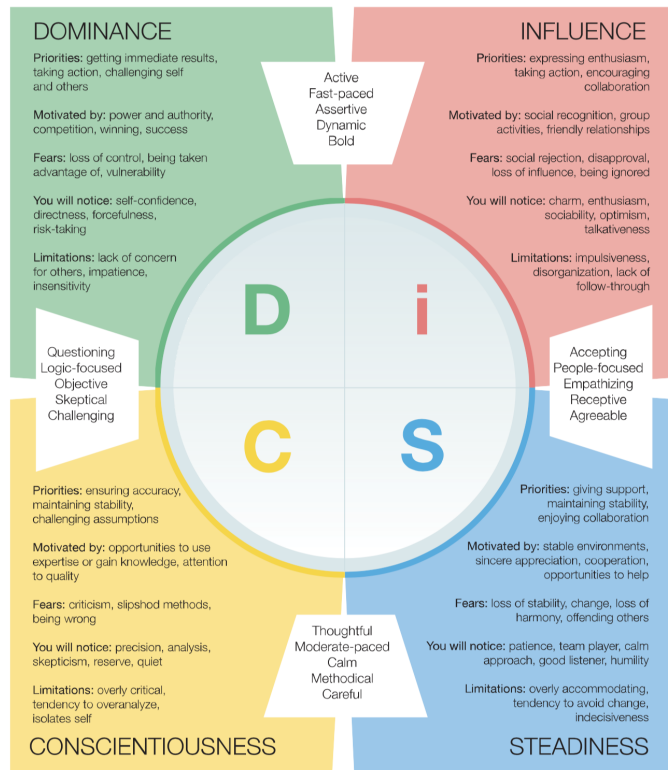 DOMINANCE
Priorities: getting immediate results,
taking action, challenging self
and others
Motivated by: power and authority,
competition, winning, success
Fears: loss of control, being taken
advantage of, vulnerability
You will notice: self-confidence,
directness, forcefulness,
risk-taking
Limitations: lack of concern
for others, impatience,
insensitivity
Active
Fast-paced
Assertive
Dynamic
Bold
INFLUENCE
Priorities: expressing enthusiasm,
taking action, encouraging
collaboration
Motivated by: social recognition, group
activities, friendly relationships
Fears: social rejection, disapproval,
loss of influence, being ignored
You will notice: charm, enthusiasm,
sociability, optimism,
talkativeness
Limitations: impulsiveness,
disorganization, lack of
follow-through
D
i
Questioning
Logic-focused
Objective
Skeptical
Challenging
Accepting
People-focused
Empathizing
Receptive
Agreeable
C
S
Priorities: ensuring accuracy,
maintaining stability,
challenging assumptions
Motivated by: opportunities to use
expertise or gain knowledge, attention
to quality
Fears: criticism, slipshod methods,
being wrong
You will notice: precision, analysis,
skepticism, reserve, quiet
Limitations: overly critical,
tendency to overanalyze,
isolates self
CONSCIENTIOUSNESS
Thoughtful
Moderate-paced
Calm
Methodical
Careful
Priorities: giving support,
maintaining stability,
enjoying collaboration
Motivated by: stable environments,
sincere appreciation, cooperation,
opportunities to help
Fears: loss of stability, change, loss of
harmony, offending others
You will notice: patience, team player, calm
approach, good listener, humility
Limitations: overly accommodating,
tendency to avoid change,
indecisiveness
STEADINESS